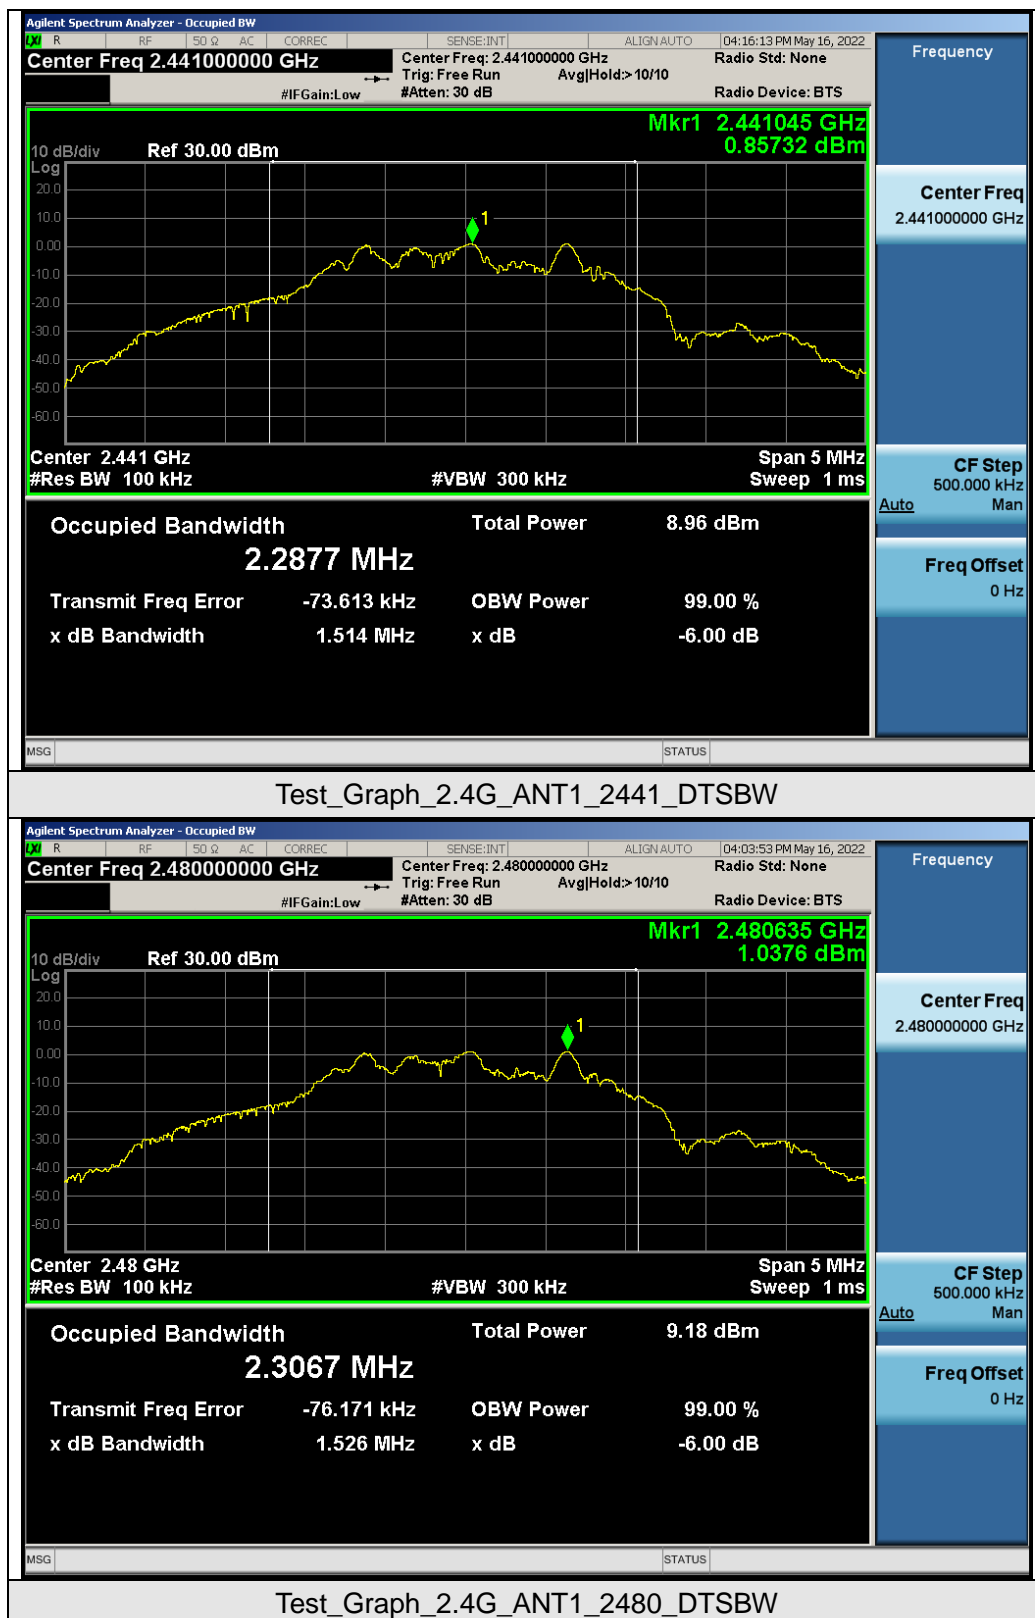 Agilent Spectrum Analyzer - Occupied BW
LXI R RF 50 Ω AC CORREC SENSE:INT ALIGN AUTO 04:16:13 PM May 16, 2022
Center Freq 2.441000000 GHz
Center Freq: 2.441000000 GHz Radio Std: None
Trig: Free Run Avg|Hold:> 10/10
#IFGain:Low #Atten: 30 dB Radio Device: BTS
Frequency
Mkr1 2.441045 GHz
0.85732 dBm
10 dB/div Ref 30.00 dBm
Log
20.0
10.0
0.00
-10.0
-20.0
-30.0
-40.0
-50.0
-60.0
1
Center 2.441 GHz Span 5 MHz
#Res BW 100 kHz #VBW 300 kHz Sweep 1 ms
Center Freq
2.441000000 GHz
CF Step
500.000 kHz
Auto Man
Freq Offset
0 Hz
Occupied Bandwidth Total Power 8.96 dBm
2.2877 MHz
Transmit Freq Error -73.613 kHz OBW Power 99.00 %
x dB Bandwidth 1.514 MHz x dB -6.00 dB
MSG STATUS
Test_Graph_2.4G_ANT1_2441_DTSBW
Agilent Spectrum Analyzer - Occupied BW
LXI R RF 50 Ω AC CORREC SENSE:INT ALIGN AUTO 04:03:53 PM May 16, 2022
Center Freq 2.480000000 GHz
Center Freq: 2.480000000 GHz Radio Std: None
Trig: Free Run Avg|Hold:> 10/10
#IFGain:Low #Atten: 30 dB Radio Device: BTS
Frequency
Mkr1 2.480635 GHz
1.0376 dBm
10 dB/div Ref 30.00 dBm
Log
20.0
10.0
0.00
-10.0
-20.0
-30.0
-40.0
-50.0
-60.0
1
Center 2.48 GHz Span 5 MHz
#Res BW 100 kHz #VBW 300 kHz Sweep 1 ms
Center Freq
2.480000000 GHz
CF Step
500.000 kHz
Auto Man
Freq Offset
0 Hz
Occupied Bandwidth Total Power 9.18 dBm
2.3067 MHz
Transmit Freq Error -76.171 kHz OBW Power 99.00 %
x dB Bandwidth 1.526 MHz x dB -6.00 dB
MSG STATUS
Test_Graph_2.4G_ANT1_2480_DTSBW